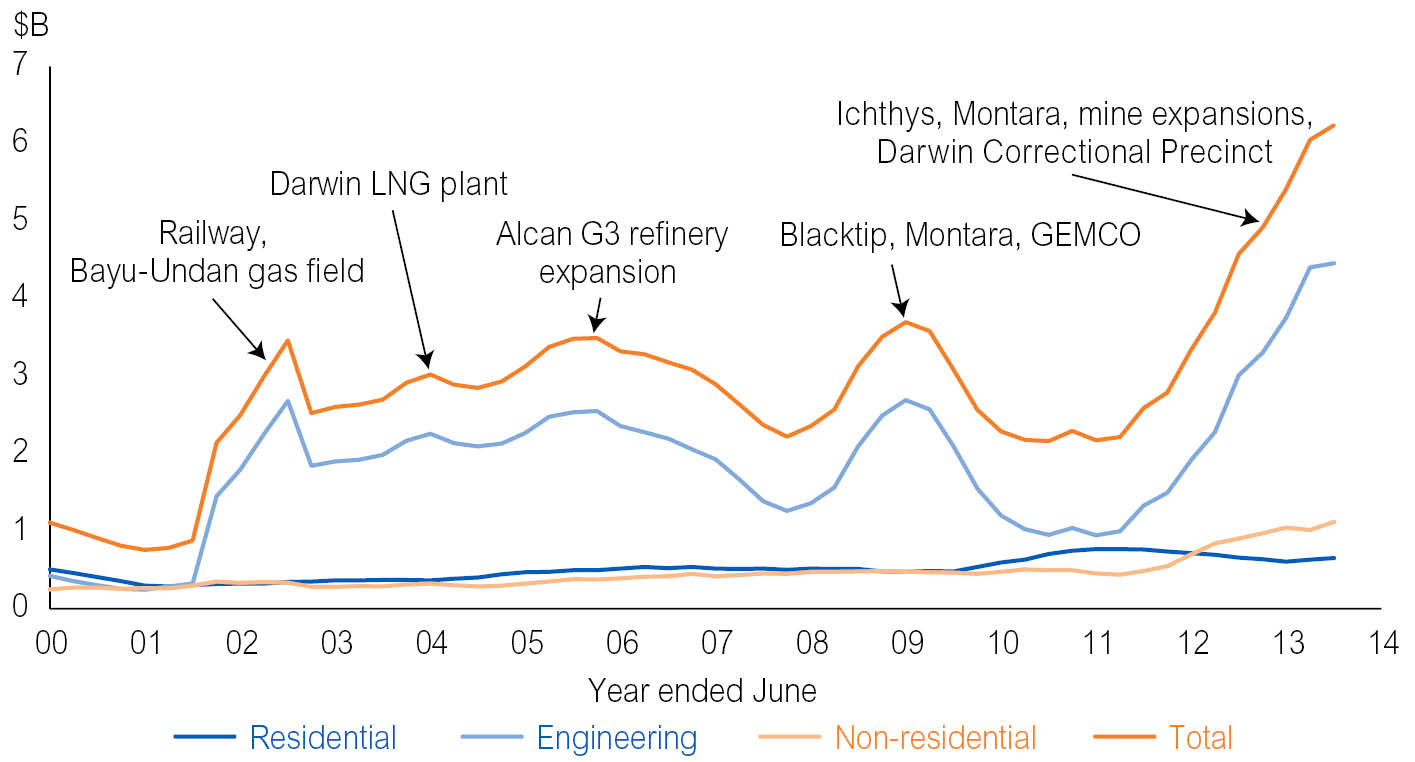 $B
7
6
5
4
3
2
1
0
Ichthys, Montara, mine expansions,
Darwin Correctional Precinct
Darwin LNG plant
Railway,
Bayu-Undan gas field
Alcan G3 refinery
expansion
Blacktip, Montara, GEMCO
00 01 02 03 04 05 06 07 08 09 10 11 12 13 14
Year ended June
Residential Engineering Non-residential Total